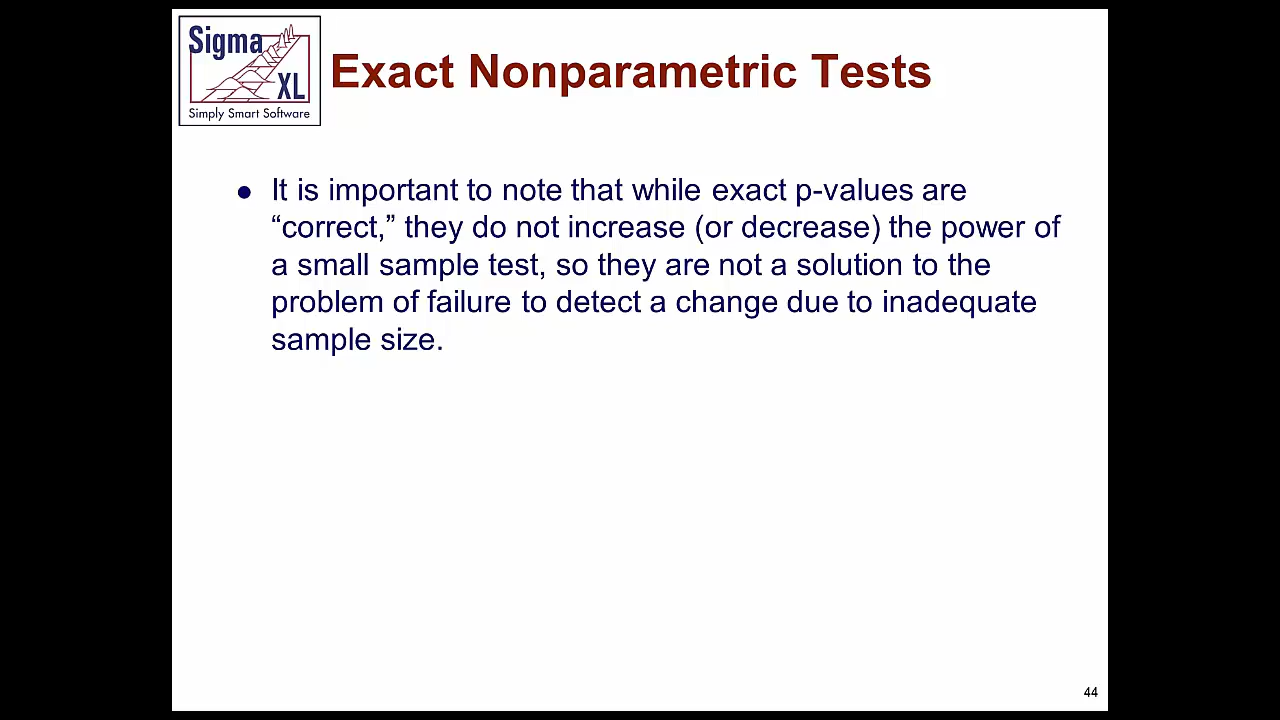 Sigma
XL
Simply Smart Software
Exact Nonparametric Tests
● It is important to note that while exact p-values are
“correct,” they do not increase (or decrease) the power of
a small sample test, so they are not a solution to the
problem of failure to detect a change due to inadequate
sample size.
44